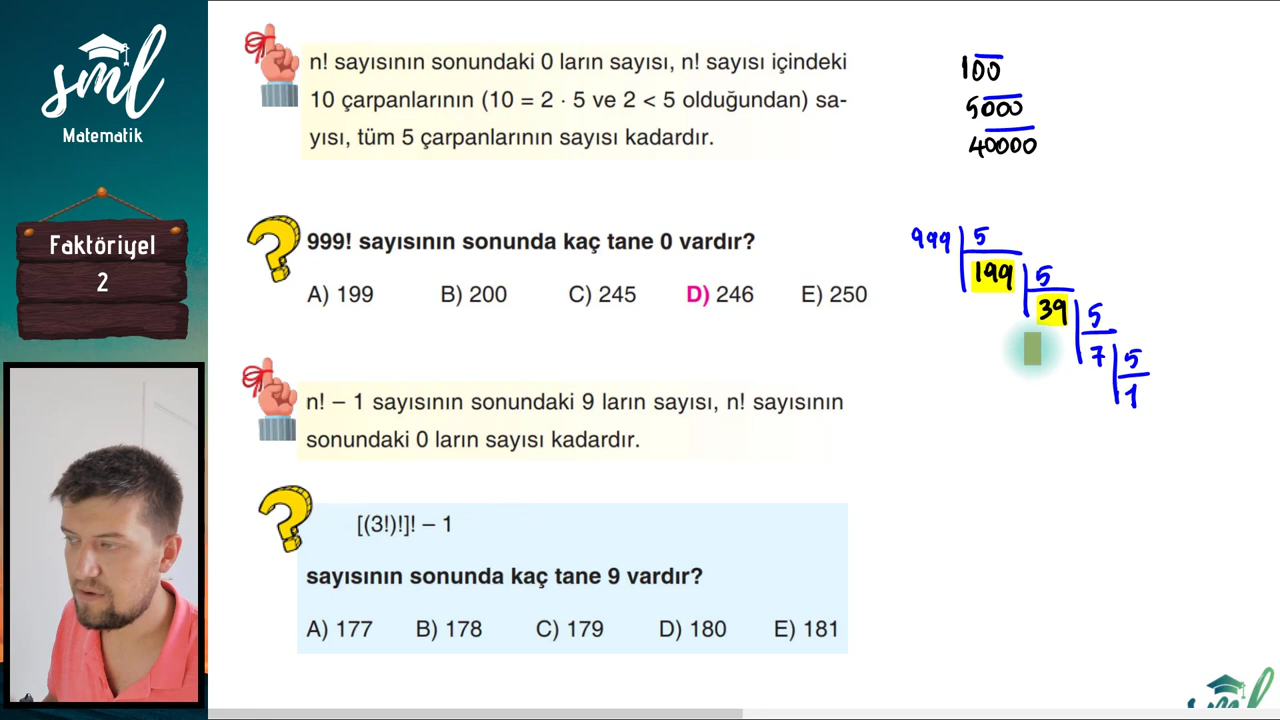 sml
Matematik
Faktöriyel
2
n! sayısının sonundaki 0 ların sayısı, n! sayısı içindeki
10 çarpanlarının (10 = 2 · 5 ve 2 < 5 olduğundan) sa-
yısı, tüm 5 çarpanlarının sayısı kadardır.
100
5000
40000
999! sayısının sonunda kaç tane 0 vardır?
A) 199 B) 200 C) 245 D) 246 E) 250
999 5
199 5
39 5
7 5
1
n! – 1 sayısının sonundaki 9 ların sayısı, n! sayısının
sonundaki 0 ların sayısı kadardır.
[(3!)!]! – 1
sayısının sonunda kaç tane 9 vardır?
A) 177 B) 178 C) 179 D) 180 E) 181